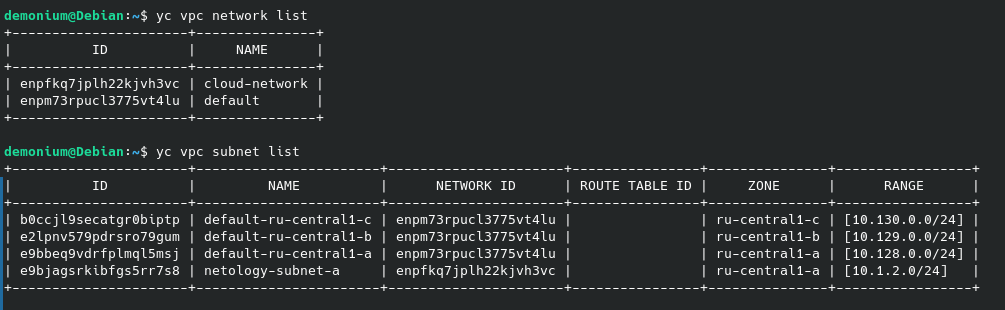 demonium@Debian:~$ yc vpc network list
+----------------------+---------------+
|          ID          |     NAME      |
+----------------------+---------------+
| enpfkq7jplh22kjvh3vc | cloud-network |
| enpm73rpucl3775vt4lu | default       |
+----------------------+---------------+
demonium@Debian:~$ yc vpc subnet list
+----------------------+-----------------------+----------------------+----------------+---------------+-----------------+
|          ID          |         NAME          |      NETWORK ID      | ROUTE TABLE ID |     ZONE      |      RANGE      |
+----------------------+-----------------------+----------------------+----------------+---------------+-----------------+
| b0ccjl9secatgr0biptp | default-ru-central1-c | enpm73rpucl3775vt4lu |                | ru-central1-c | [10.130.0.0/24] |
| e2lpnv579pdrsro79gum | default-ru-central1-b | enpm73rpucl3775vt4lu |                | ru-central1-b | [10.129.0.0/24] |
| e9bbeq9vdrfplmql5msj | default-ru-central1-a | enpm73rpucl3775vt4lu |                | ru-central1-a | [10.128.0.0/24] |
| e9bjagsrkibfgs5rr7s8 | netology-subnet-a     | enpfkq7jplh22kjvh3vc |                | ru-central1-a | [10.1.2.0/24]   |
+----------------------+-----------------------+----------------------+----------------+---------------+-----------------+